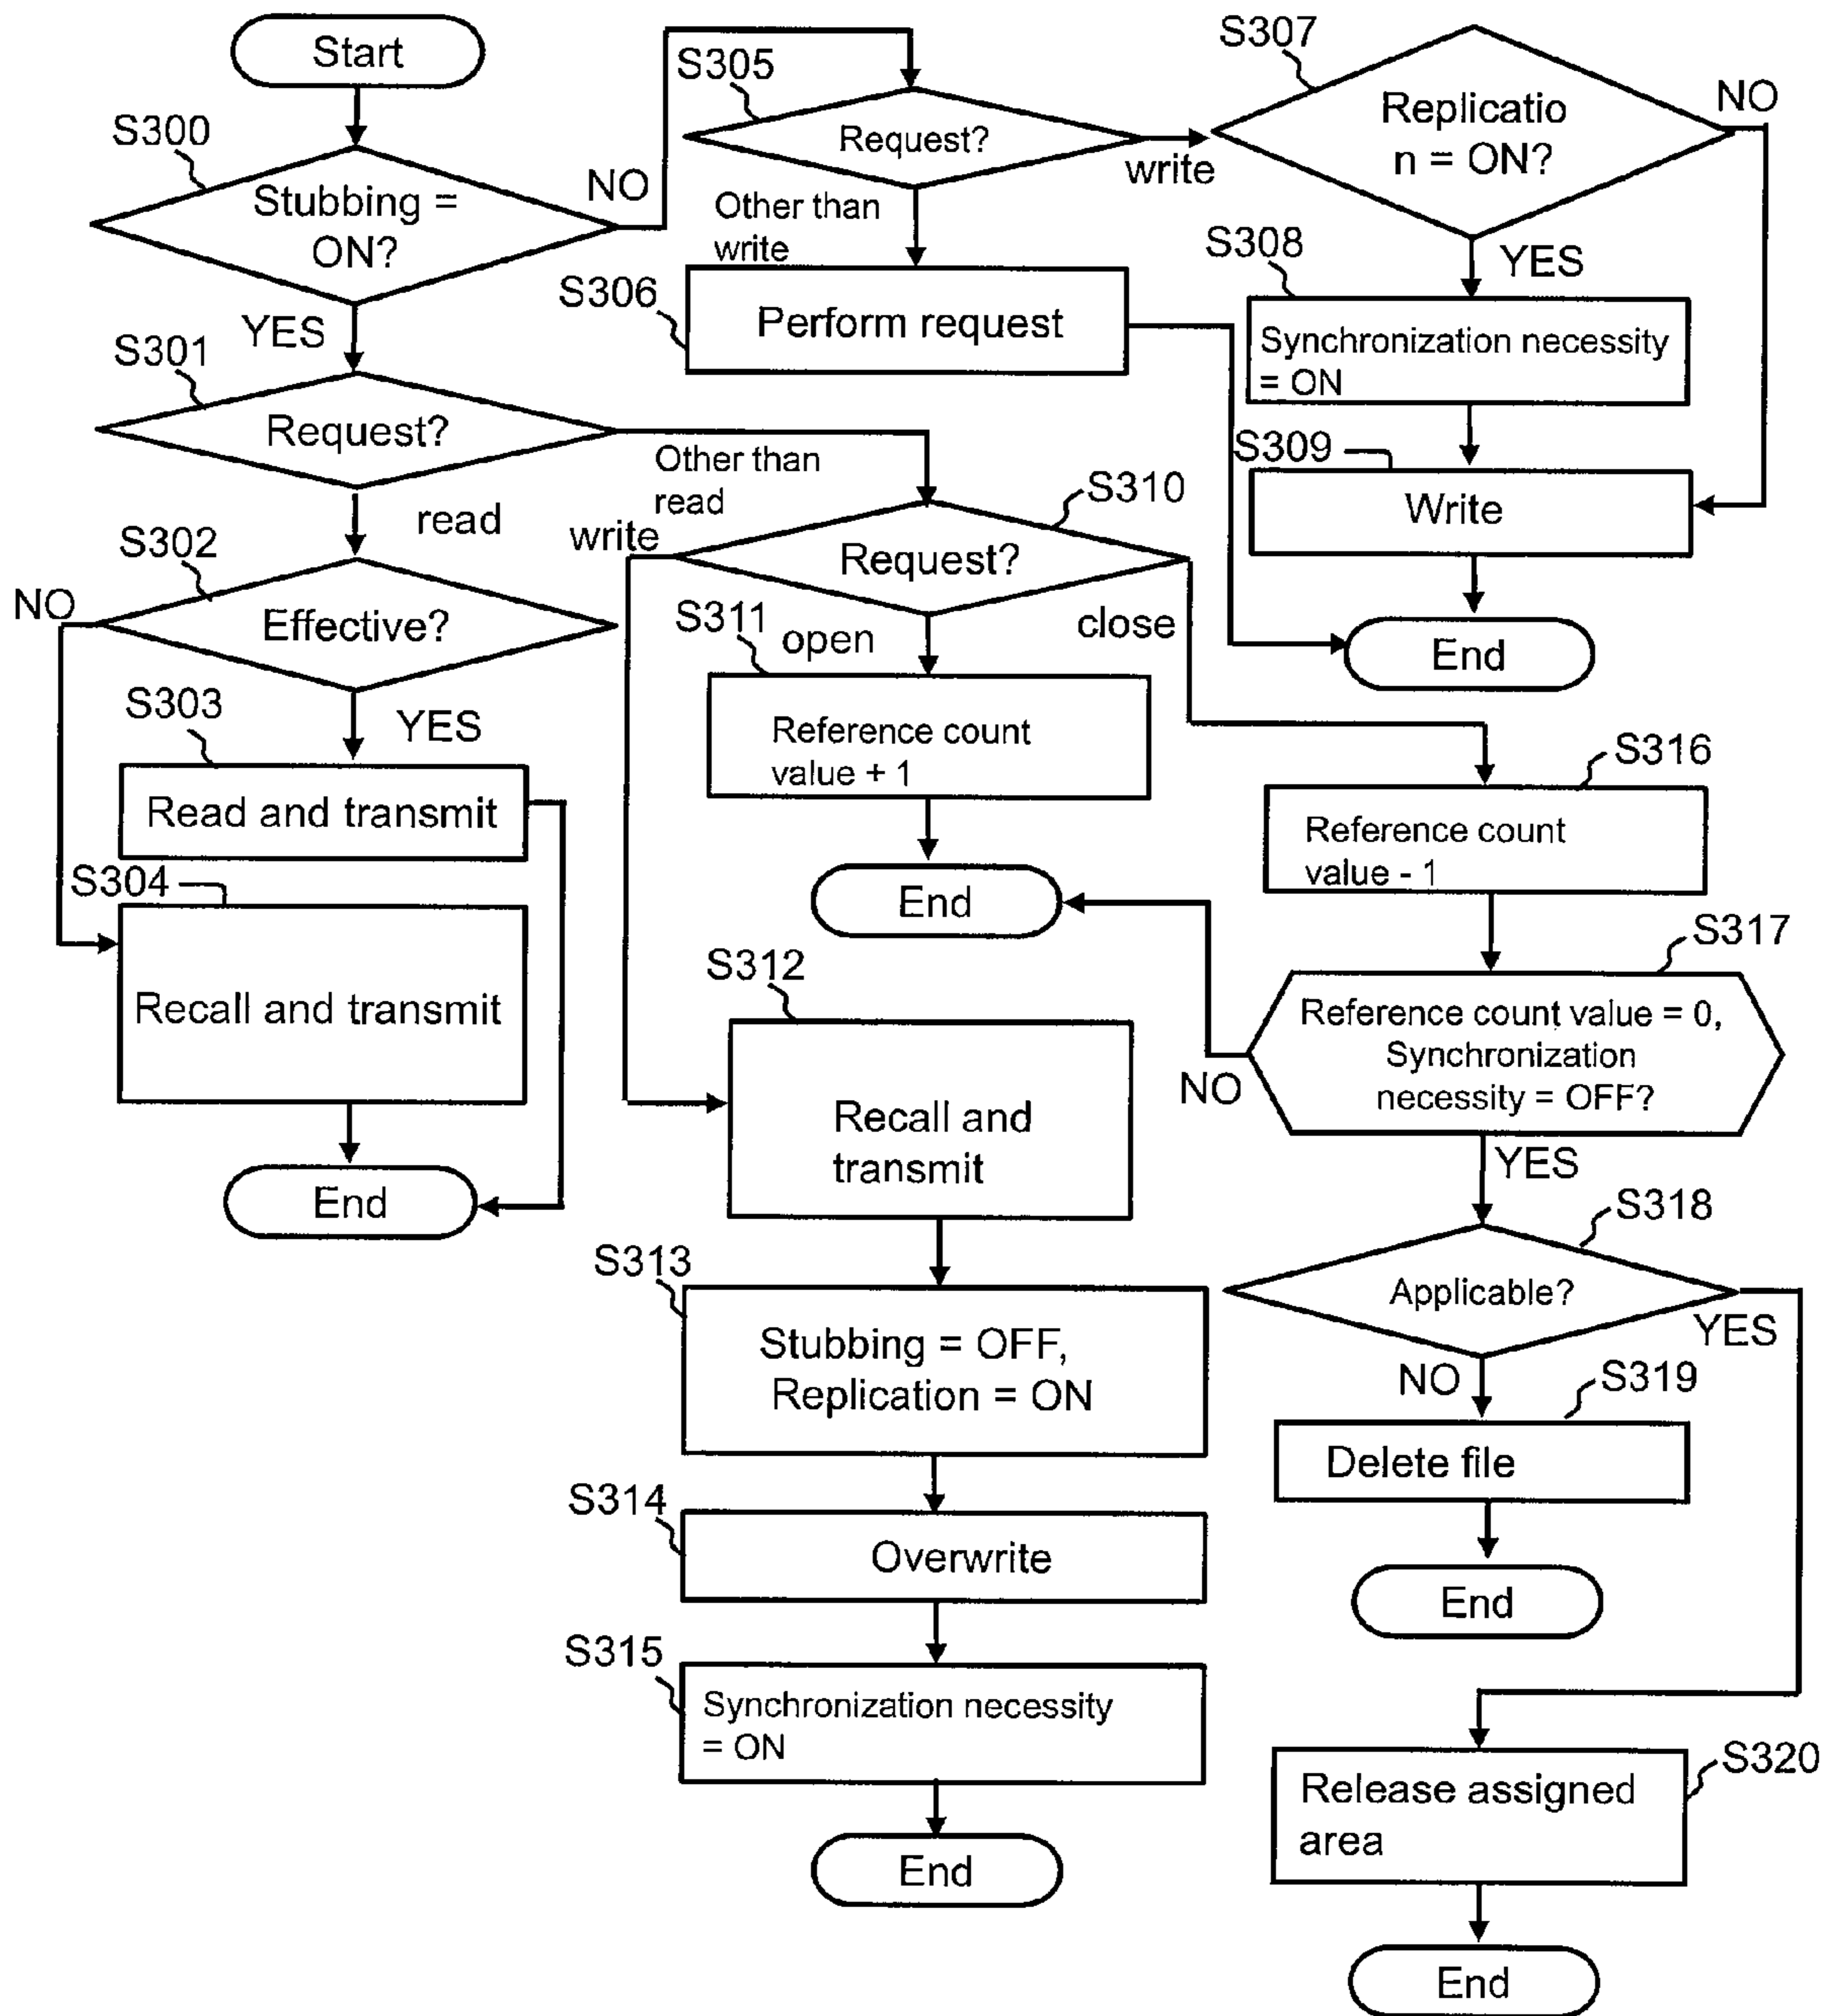 Start
S300
Stubbing =
ON?
NO
YES
S305
Request?
write
Other than
write
S306
Perform request
S307
Replicatio
n = ON?
NO
YES
S308
Synchronization necessity
= ON
S309
Write
End
S301
Request?
Other than
read
read
S302
Effective?
NO
YES
S303
Read and transmit
S304
Recall and transmit
End
S310
Request?
write
open
close
S311
Reference count
value + 1
End
S312
Recall and
transmit
S313
Stubbing = OFF,
Replication = ON
S314
Overwrite
S315
Synchronization necessity
= ON
End
S316
Reference count
value - 1
S317
Reference count value = 0,
Synchronization
necessity = OFF?
NO
YES
S318
Applicable?
YES
NO
S319
Delete file
End
S320
Release assigned
area
End